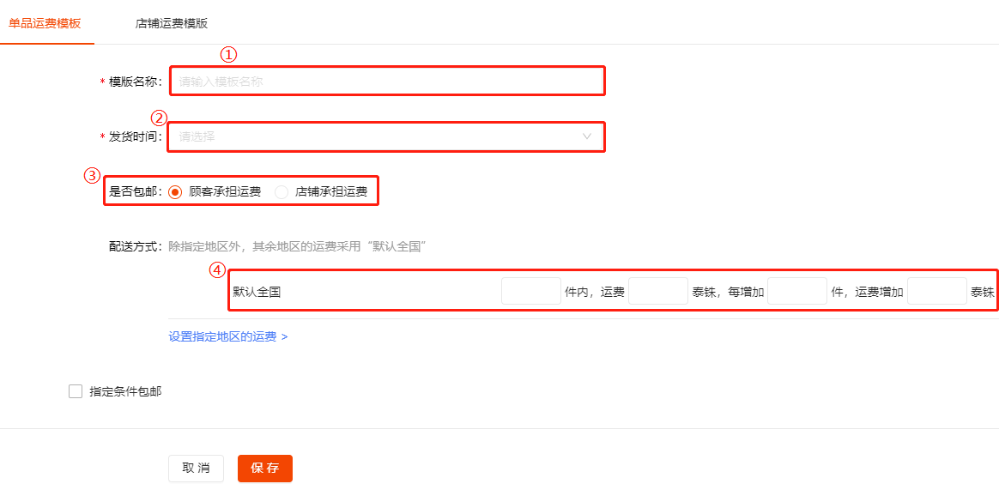 单品运费模板 店铺运费模版
①
* 模版名称： 请输入模板名称
②
* 发货时间： 请选择
③
是否包邮： 顾客承担运费 店铺承担运费
配送方式： 除指定地区外，其余地区的运费采用“默认全国”
④
默认全国 件内，运费 泰铢，每增加 件，运费增加 泰铢
设置指定地区的运费 >
指定条件包邮
取消 保存